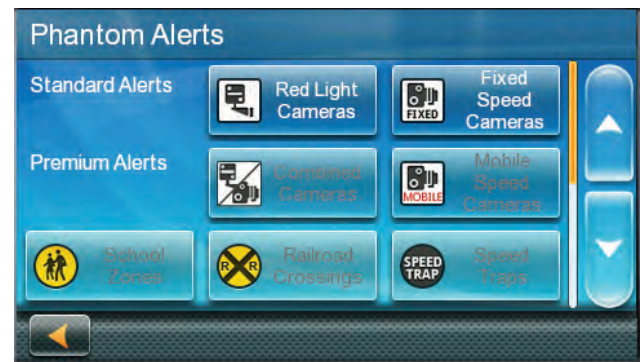 Phantom Alerts
Standard Alerts
Red Light
Cameras
FIXED
Fixed
Speed
Cameras
Premium Alerts
Combined
Cameras
MOBILE
Mobile
Speed
Cameras
School
Zones
R R
Railroad
Crossings
SPEED
TRAP
Speed
Traps